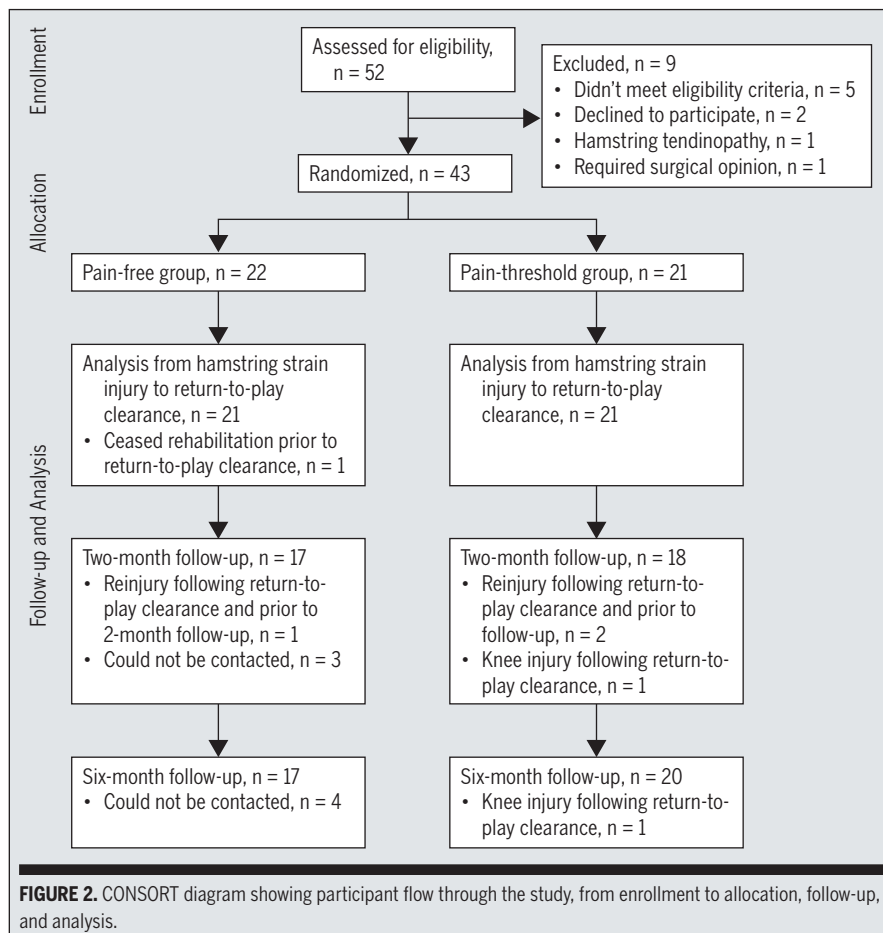 Enrollment
Assessed for eligibility,
n = 52
Excluded, n = 9
• Didn't meet eligibility criteria, n = 5
• Declined to participate, n = 2
• Hamstring tendinopathy, n = 1
• Required surgical opinion, n = 1
Allocation
Randomized, n = 43
Pain-free group, n = 22
Pain-threshold group, n = 21
Follow-up and Analysis
Analysis from hamstring strain
injury to return-to-play
clearance, n = 21
• Ceased rehabilitation prior to
return-to-play clearance, n = 1
Analysis from hamstring strain
injury to return-to-play
clearance, n = 21
Two-month follow-up, n = 17
• Reinjury following return-to-
play clearance and prior to
2-month follow-up, n = 1
• Could not be contacted, n = 3
Two-month follow-up, n = 18
• Reinjury following return-to-
play clearance and prior to
follow-up, n = 2
• Knee injury following return-to-
play clearance, n = 1
Six-month follow-up, n = 17
• Could not be contacted, n = 4
Six-month follow-up, n = 20
• Knee injury following return-to-
play clearance, n = 1
FIGURE 2. CONSORT diagram showing participant flow through the study, from enrollment to allocation, follow-up,
and analysis.